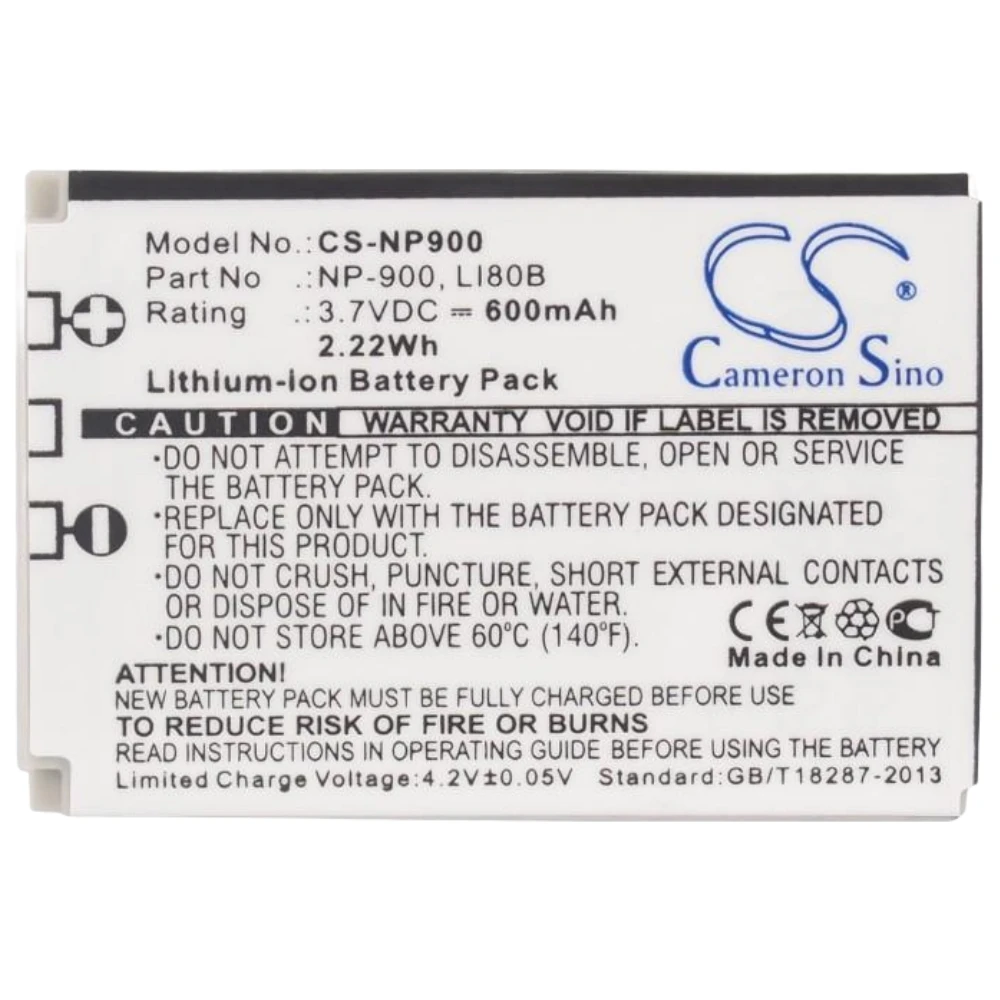 Model No.:CS-NP900
Part No .:NP-900, LI80B
Rating .:3.7VDC ⎓ 600mAh
2.22Wh
Lithium-ion Battery Pack
CS®
Cameron Sino
CAUTION WARRANTY VOID IF LABEL IS REMOVED
·DO NOT ATTEMPT TO DISASSEMBLE, OPEN OR SERVICE
THE BATTERY PACK.
·REPLACE ONLY WITH THE BATTERY PACK DESIGNATED
FOR THIS EQUIPMENT.
·DO NOT CRUSH, PUNCTURE, SHORT EXTERNAL CONTACTS
OR DISPOSE OF IN FIRE OR WATER.
·DO NOT STORE ABOVE 60°C (140°F).
CE
Made In China
ATTENTION!
NEW BATTERY PACK MUST BE FULLY CHARGED BEFORE USE
TO REDUCE RISK OF FIRE OR BURNS
READ INSTRUCTIONS ENCLOSED BEFORE USING THE BATTERY
Limited Charge Voltage:4.2V±0.05V Standard:GB/T18287-2013